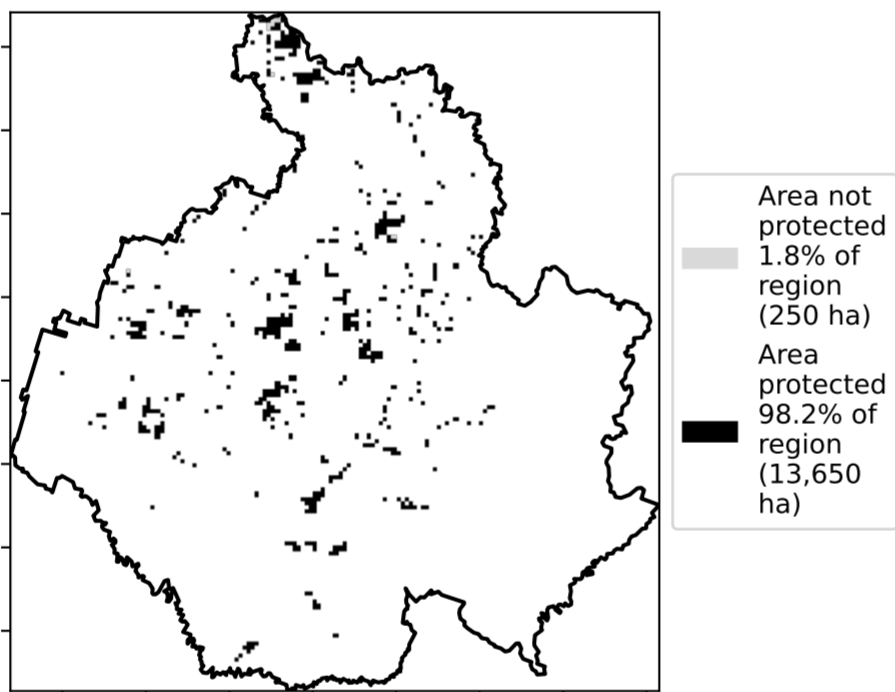 Area not
protected
1.8% of
region
(250 ha)
Area
protected
98.2% of
region
(13,650
ha)